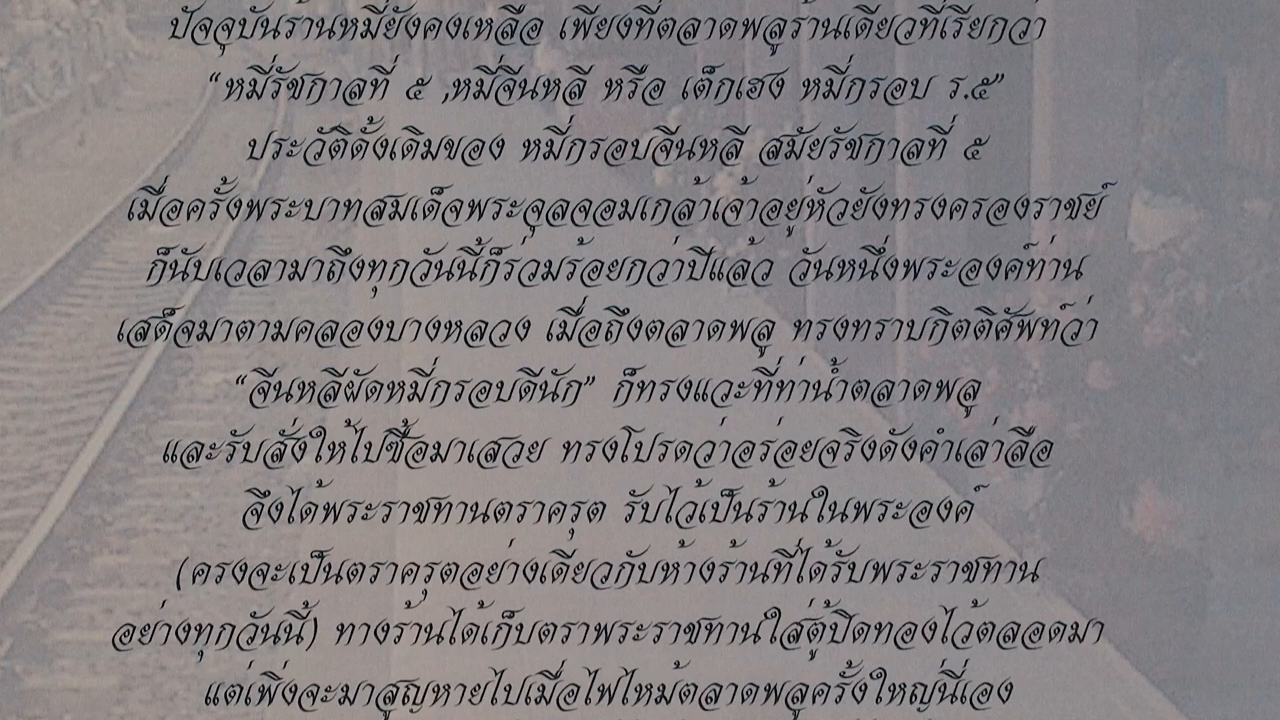 ปัจจุบันร้านหมี่ยังคงเหลือ เพียงที่ตลาดพลูร้านเดียวที่เรียกว่า
“หมี่รัชกาลที่ ๕ ,หมี่จีนหลี หรือ เต็กเฮง หมี่กรอบ ร.๕”
ประวัติดั้งเดิมของ หมี่กรอบจีนหลี สมัยรัชกาลที่ ๕
เมื่อครั้งพระบาทสมเด็จพระจุลจอมเกล้าเจ้าอยู่หัวยังทรงครองราชย์
ก็นับเวลามาถึงทุกวันนี้ก็ร่วมร้อยกว่าปีแล้ว วันหนึ่งพระองค์ท่าน
เสด็จมาตามคลองบางหลวง เมื่อถึงตลาดพลู ทรงทราบกิตติศัพท์ว่า
“จีนหลีผัดหมี่กรอบดีนัก” ก็ทรงแวะที่ท่าน้ำตลาดพลู
และรับสั่งให้ไปซื้อมาเสวย ทรงโปรดว่าอร่อยจริงดังคำเล่าลือ
จึงได้พระราชทานตราครุต รับไว้เป็นร้านในพระองค์
(ครงจะเป็นตราครุตอย่างเดียวกับห้างร้านที่ได้รับพระราชทาน
อย่างทุกวันนี้) ทางร้านได้เก็บตราพระราชทานใส่ตู้ปิดทองไว้ตลอดมา
แต่เพิ่งจะมาสูญหายไปเมื่อไฟไหม้ตลาดพลูครั้งใหญ่นี่เอง